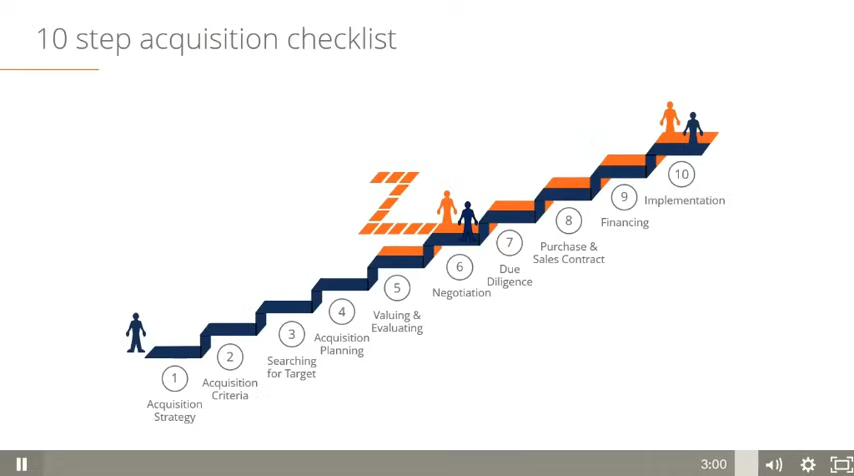 10 step acquisition checklist
1
Acquisition
Strategy
2
Acquisition
Criteria
3
Searching
for Target
4
Acquisition
Planning
5
Valuing &
Evaluating
6
Negotiation
7
Due
Diligence
8
Purchase &
Sales Contract
9
Financing
10
Implementation
3:00